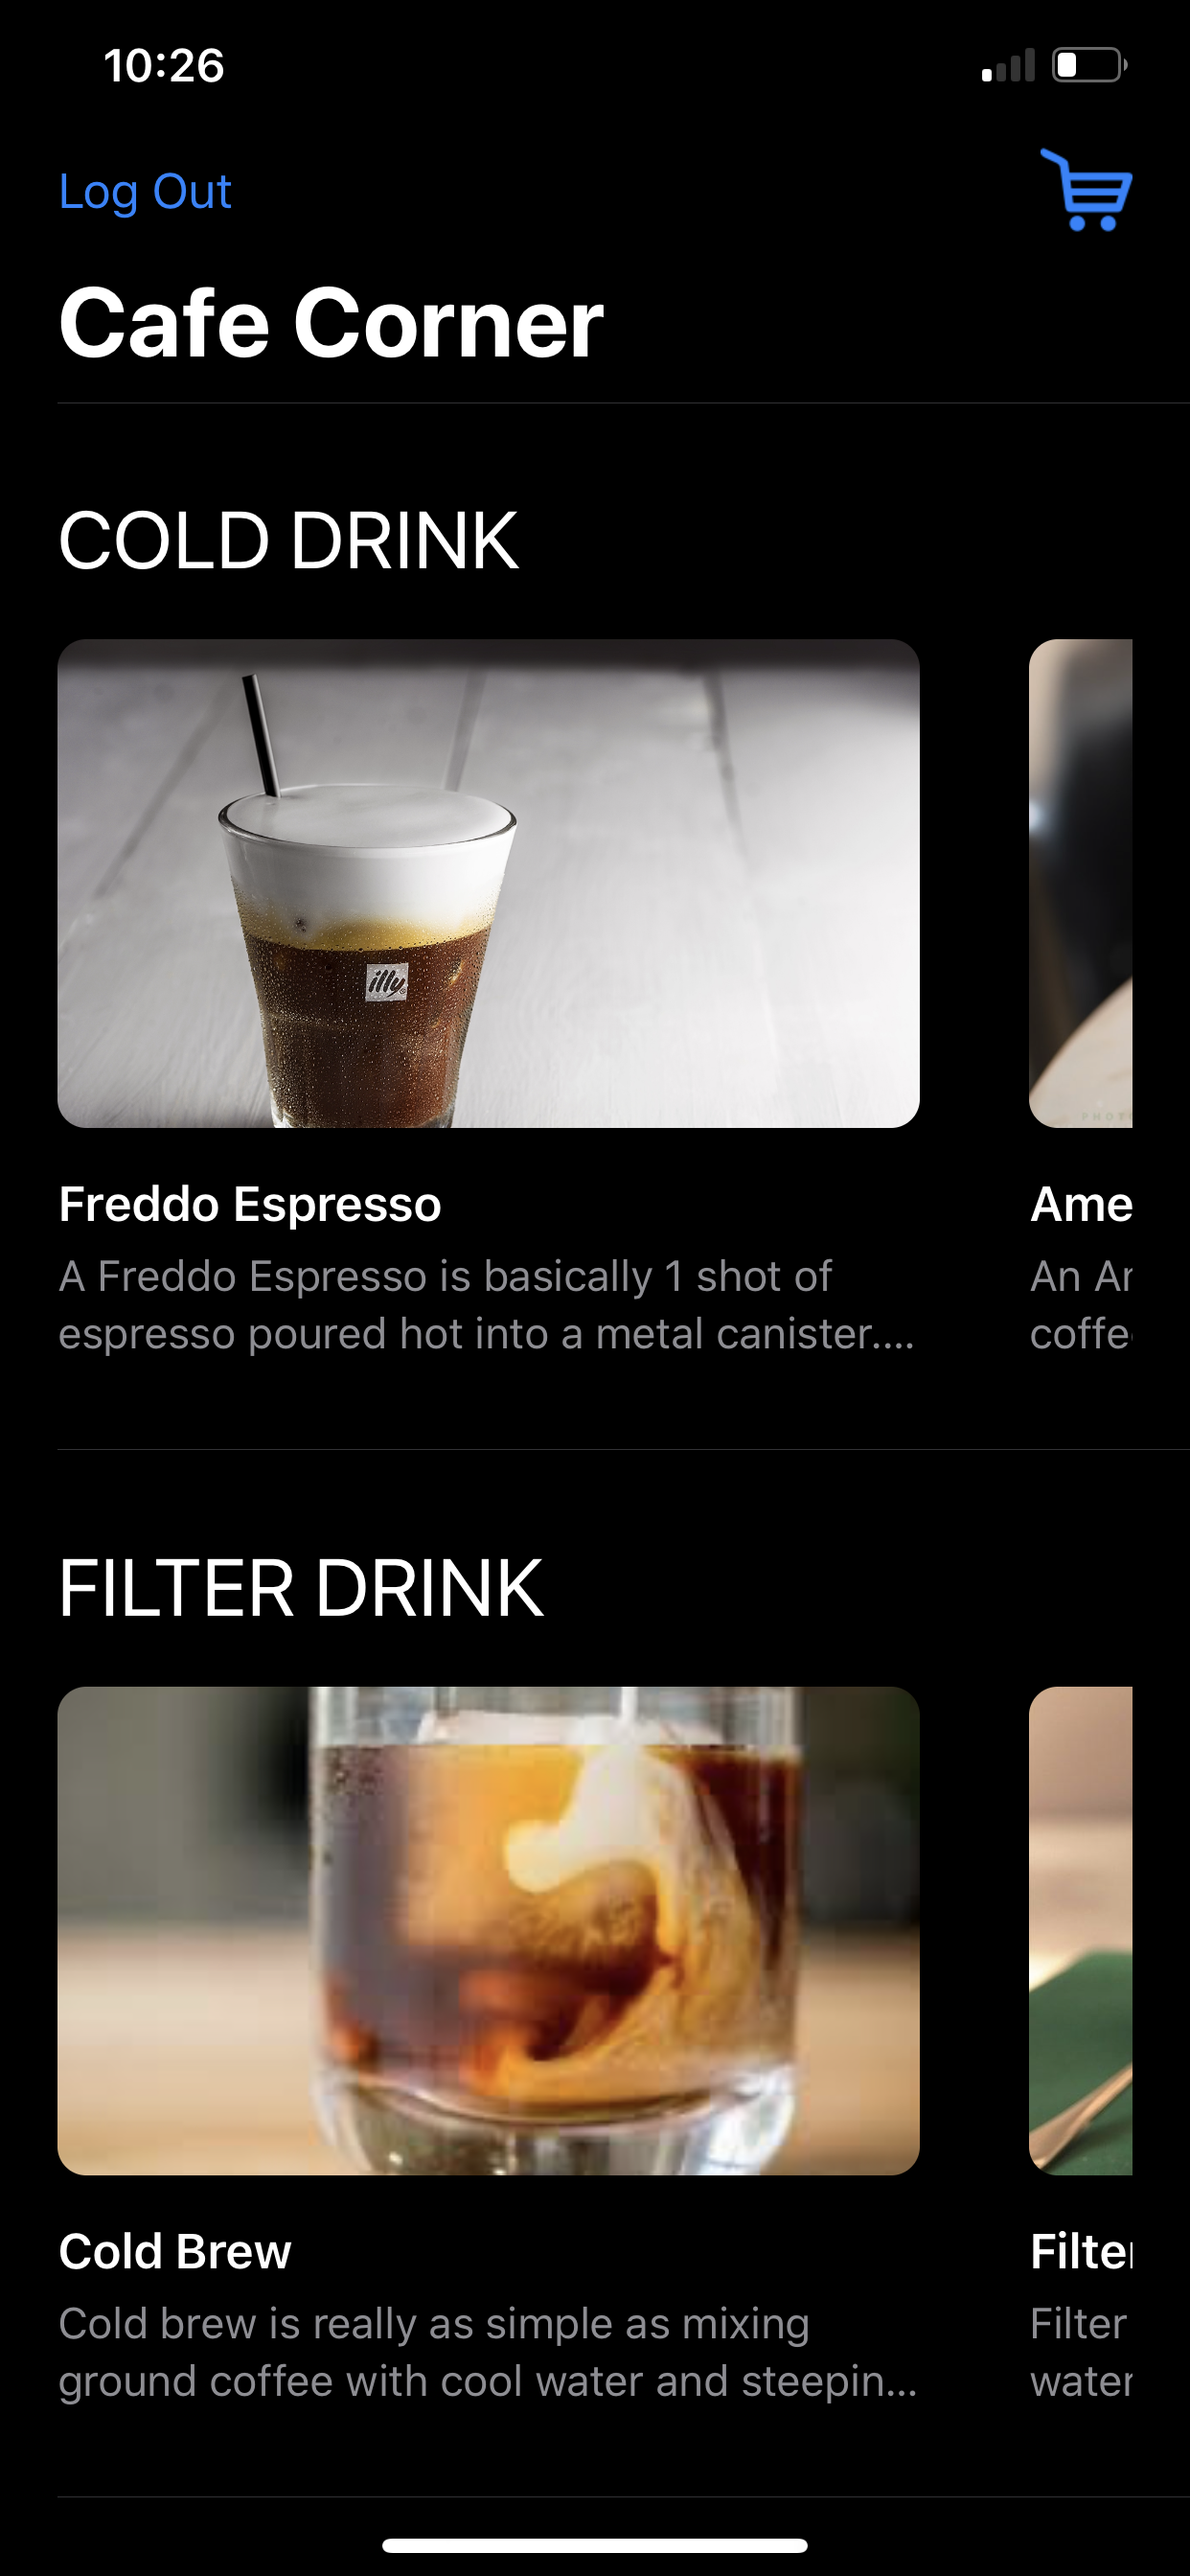 10:26
Log Out
Cafe Corner
COLD DRINK
illy
Freddo Espresso
A Freddo Espresso is basically 1 shot of
espresso poured hot into a metal canister....
Ame
An Ar
coffe
FILTER DRINK
Cold Brew
Cold brew is really as simple as mixing
ground coffee with cool water and steepin...
Filter
Filter
water